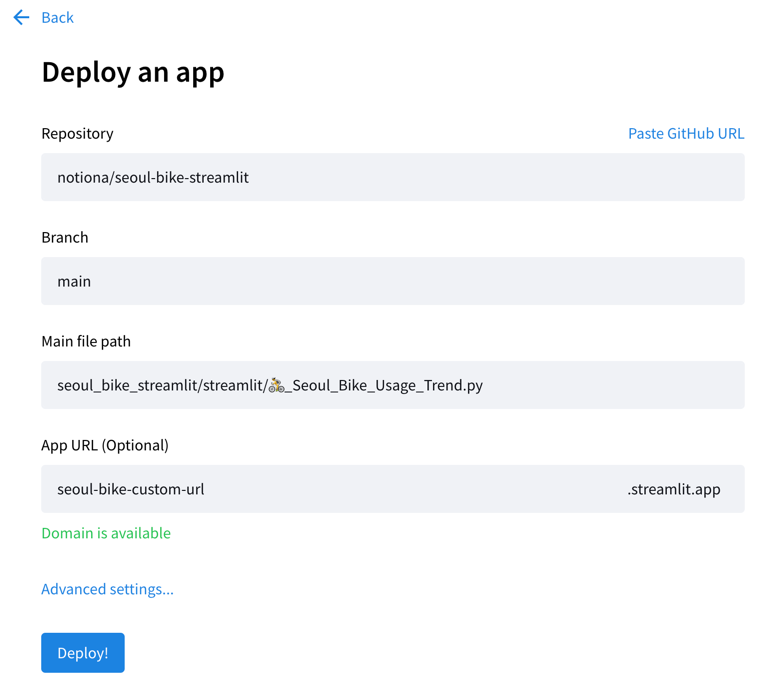 Back
Deploy an app
Repository Paste GitHub URL
notiona/seoul-bike-streamlit
Branch
main
Main file path
seoul_bike_streamlit/streamlit/🚴_Seoul_Bike_Usage_Trend.py
App URL (Optional)
seoul-bike-custom-url .streamlit.app
Domain is available
Advanced settings...
Deploy!